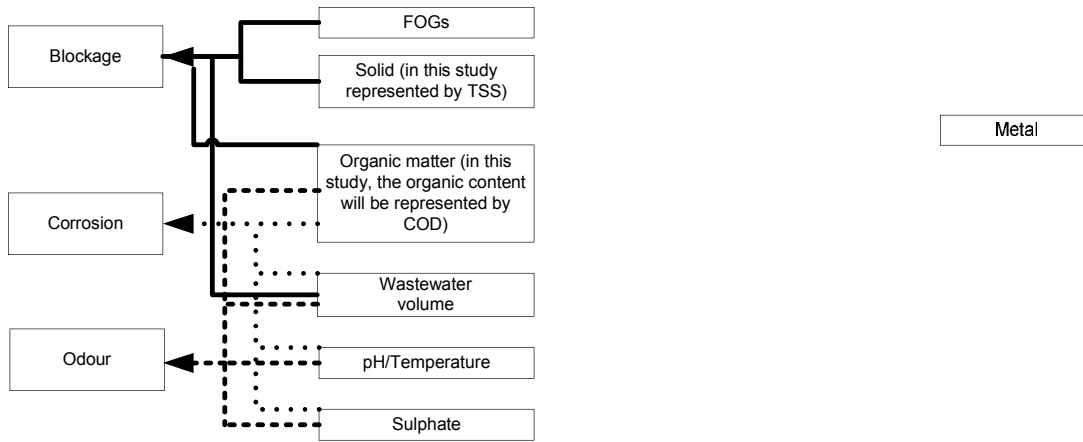 Blockage
Corrosion
Odour
FOGs
Solid (in this study
represented by TSS)
Organic matter (in this
study, the organic content
will be represented by
COD)
Wastewater
volume
pH/Temperature
Sulphate
Metal